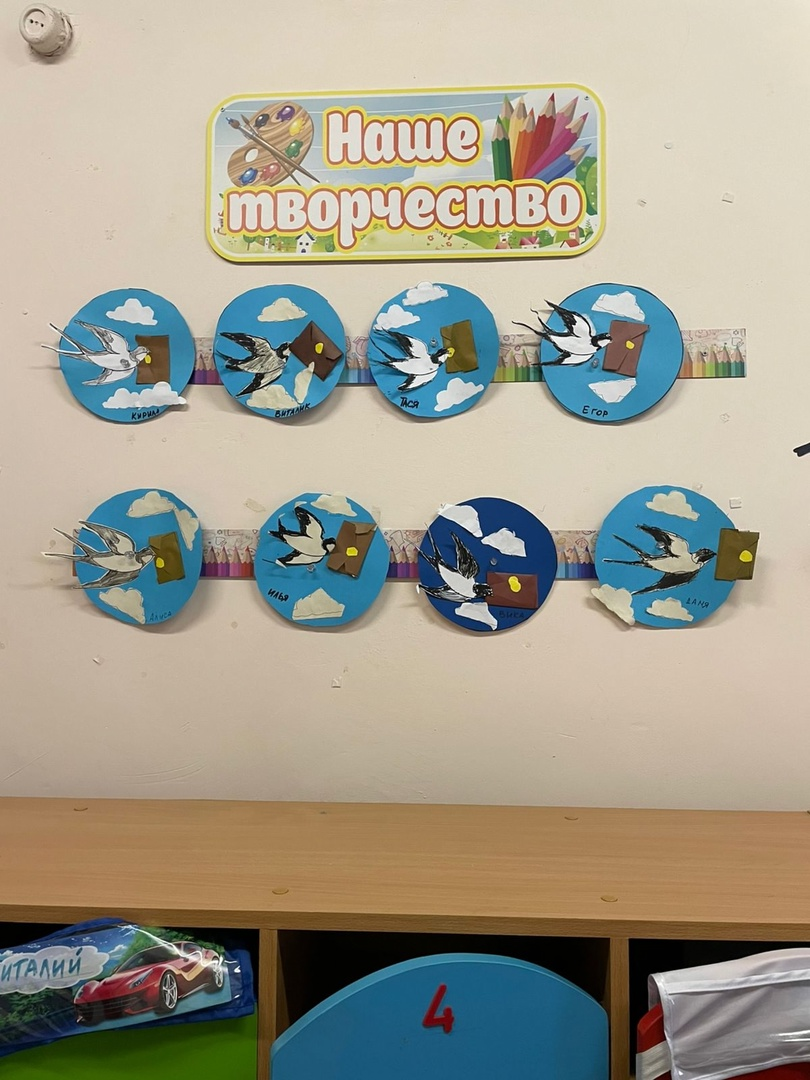 Наше
творчество
Кирилл
Виталик
Тася
Егор
Алиса
Илья
Даня
ИТАЛИЙ
4